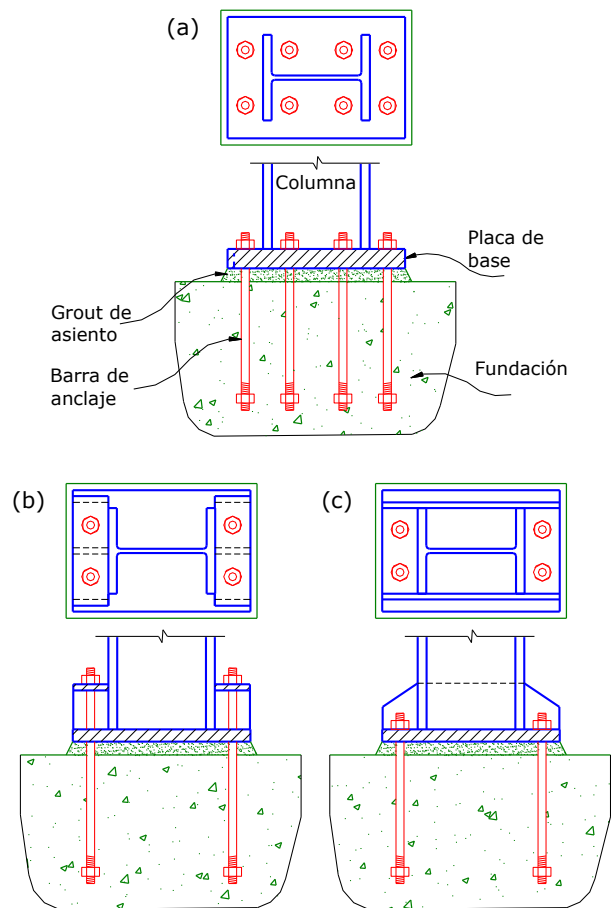 (a)
Columna
Placa de
base
Grout de
asiento
Barra de
anclaje
Fundación
(b)
(c)